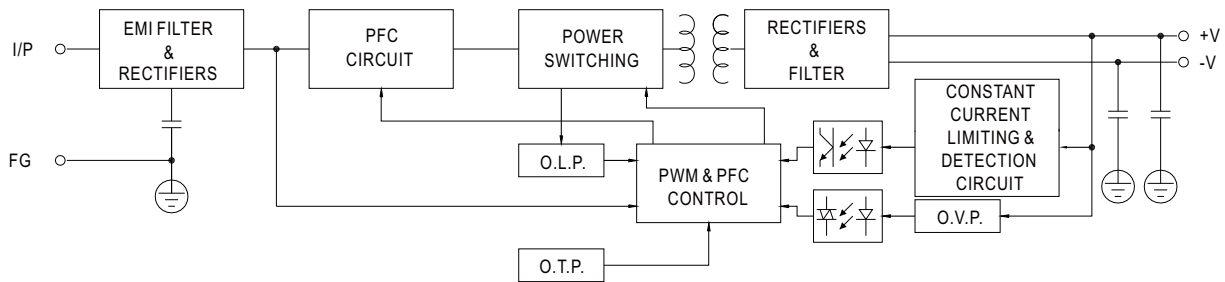 I/P
EMI FILTER
&
RECTIFIERS
PFC
CIRCUIT
POWER
SWITCHING
RECTIFIERS
&
FILTER
+V
-V
FG
O.L.P.
PWM & PFC
CONTROL
CONSTANT
CURRENT
LIMITING &
DETECTION
CIRCUIT
O.V.P.
O.T.P.